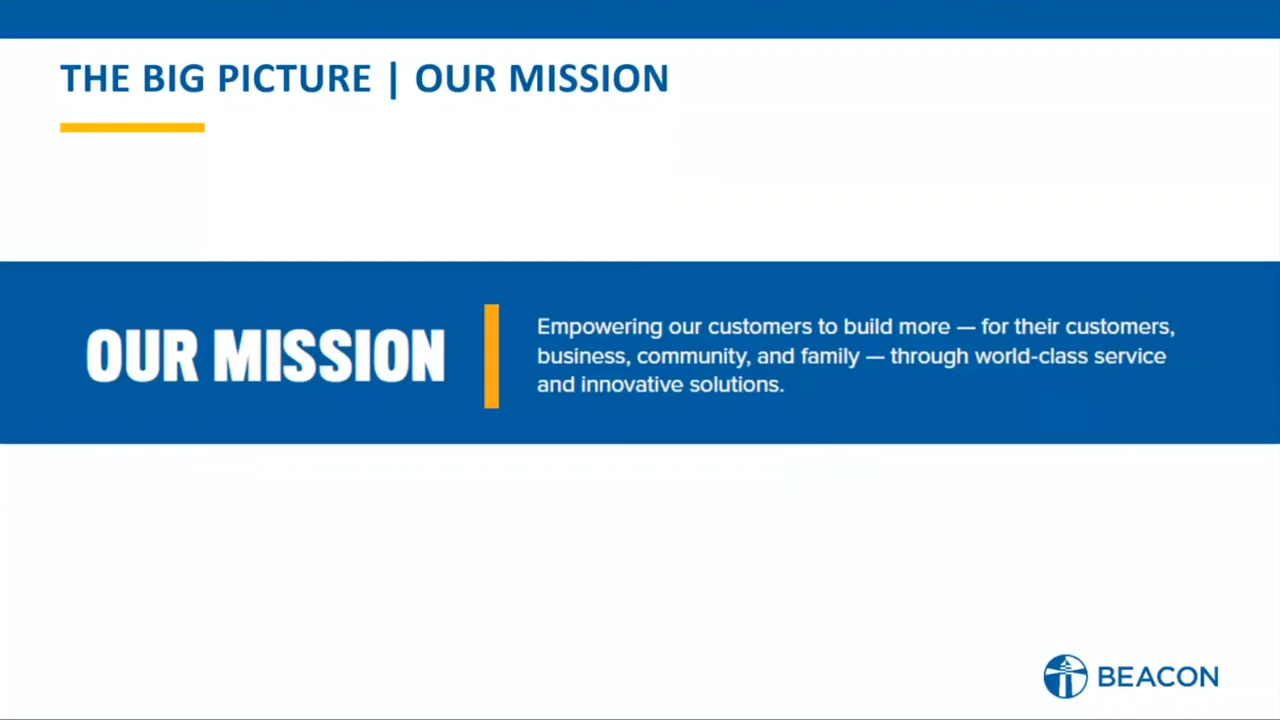 THE BIG PICTURE | OUR MISSION
OUR MISSION
Empowering our customers to build more — for their customers,
business, community, and family — through world-class service
and innovative solutions.
BEACON